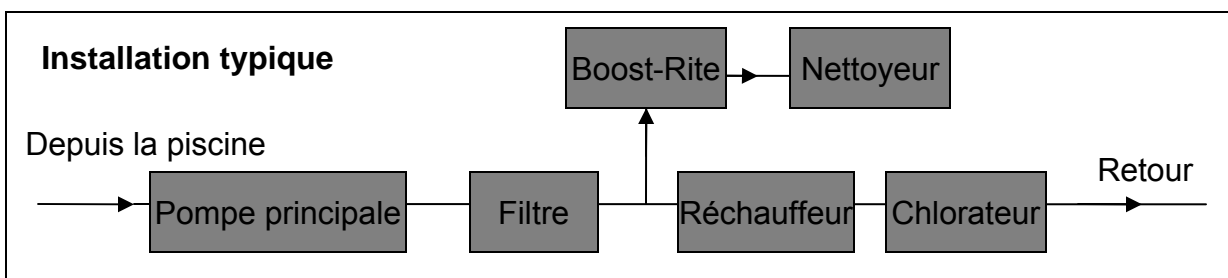 Installation typique
Boost-Rite
Nettoyeur
Depuis la piscine
Retour
Pompe principale
Filtre
Réchauffeur
Chlorateur